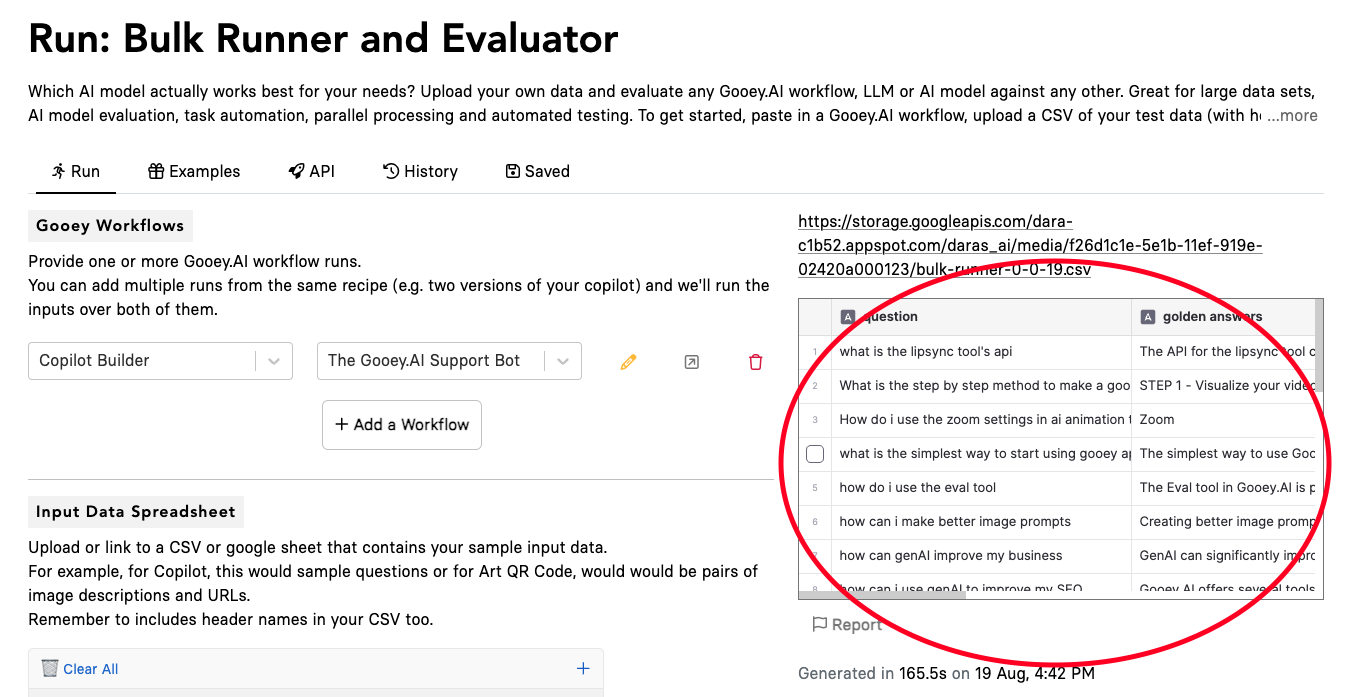 Run: Bulk Runner and Evaluator
Which AI model actually works best for your needs? Upload your own data and evaluate any Gooey.AI workflow, LLM or AI model against any other. Great for large data sets,
AI model evaluation, task automation, parallel processing and automated testing. To get started, paste in a Gooey.AI workflow, upload a CSV of your test data (with h ...more
Run
Examples
API
History
Saved
Gooey Workflows
Provide one or more Gooey.AI workflow runs.
You can add multiple runs from the same recipe (e.g. two versions of your copilot) and we'll run the
inputs over both of them.
Copilot Builder
The Gooey.AI Support Bot
+ Add a Workflow
Input Data Spreadsheet
Upload or link to a CSV or google sheet that contains your sample input data.
For example, for Copilot, this would sample questions or for Art QR Code, would would be pairs of
image descriptions and URLs.
Remember to includes header names in your CSV too.
Clear All
+
https://storage.googleapis.com/dara-
c1b52.appspot.com/daras_ai/media/f26d1c1e-5e1b-11ef-919e-
02420a000123/bulk-runner-0-0-19.csv
A question A golden answers
1 what is the lipsync tool's api The API for the lipsync tool c
2 What is the step by step method to make a goo STEP 1 - Visualize your video
3 How do i use the zoom settings in ai animation t Zoom
what is the simplest way to start using gooey ap The simplest way to use Goo
5 how do i use the eval tool The Eval tool in Gooey.AI is p
6 how can i make better image prompts Creating better image promp
7 how can genAI improve my business GenAI can significantly impro
8 how can i use genAI to improve my SEO Gooey.AI offers several tools
Report
Generated in 165.5s on 19 Aug, 4:42 PM